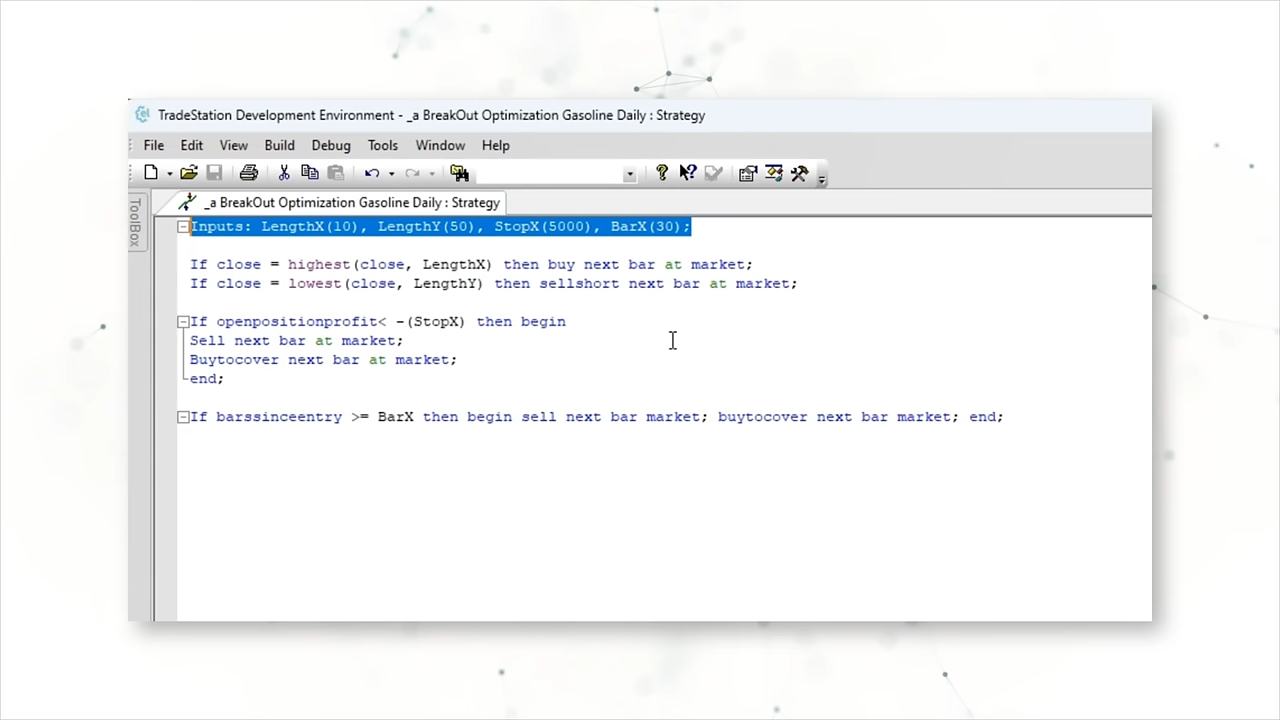 TradeStation Development Environment - _a BreakOut Optimization Gasoline Daily : Strategy
File Edit View Build Debug Tools Window Help
_a BreakOut Optimization Gasoline Daily : Strategy
ToolBox
Inputs: LengthX(10), LengthY(50), StopX(5000), BarX(30);
If close = highest(close, LengthX) then buy next bar at market;
If close = lowest(close, LengthY) then sellshort next bar at market;
If openpositionprofit< -(StopX) then begin
Sell next bar at market;
Buytocover next bar at market;
end;
If barssinceentry >= BarX then begin sell next bar market; buytocover next bar market; end;